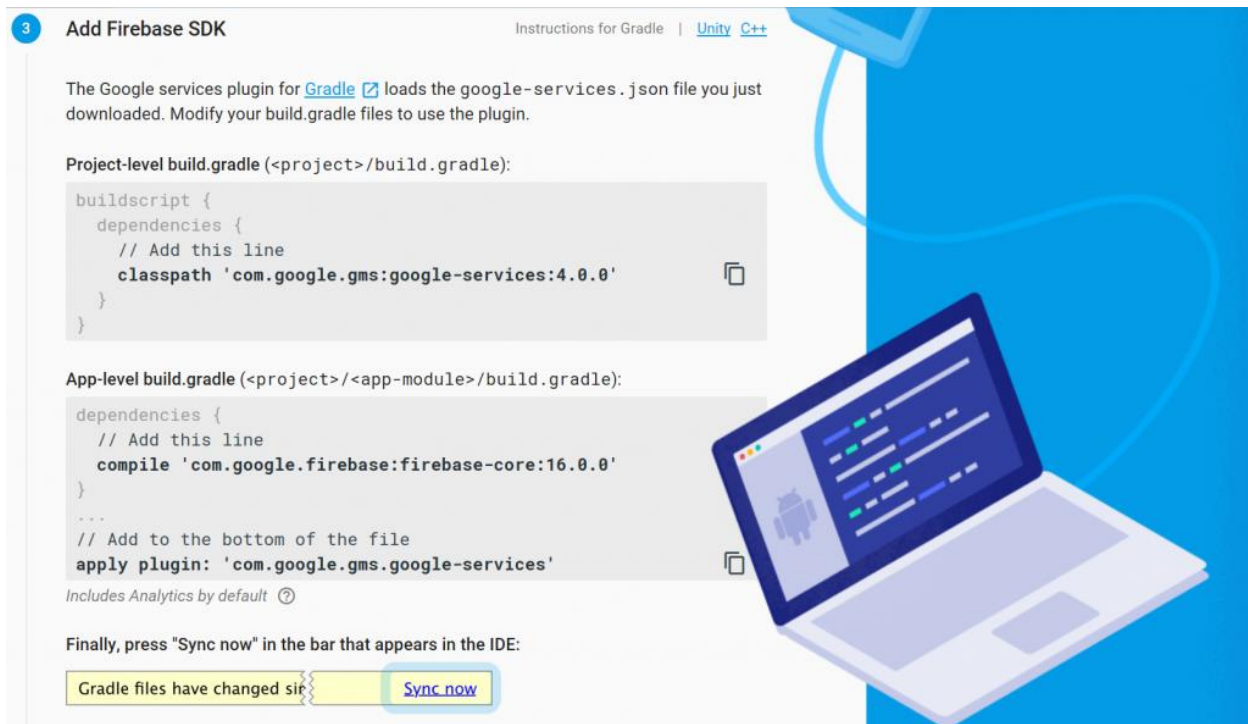 3 Add Firebase SDK Instructions for Gradle | Unity C++
The Google services plugin for Gradle loads the google-services.json file you just
downloaded. Modify your build.gradle files to use the plugin.
Project-level build.gradle (<project>/build.gradle):
buildscript {
  dependencies {
    // Add this line
    classpath 'com.google.gms:google-services:4.0.0'
  }
}
App-level build.gradle (<project>/<app-module>/build.gradle):
dependencies {
  // Add this line
  compile 'com.google.firebase:firebase-core:16.0.0'
}
...
// Add to the bottom of the file
apply plugin: 'com.google.gms.google-services'
Includes Analytics by default ?
Finally, press "Sync now" in the bar that appears in the IDE:
Gradle files have changed sin Sync now